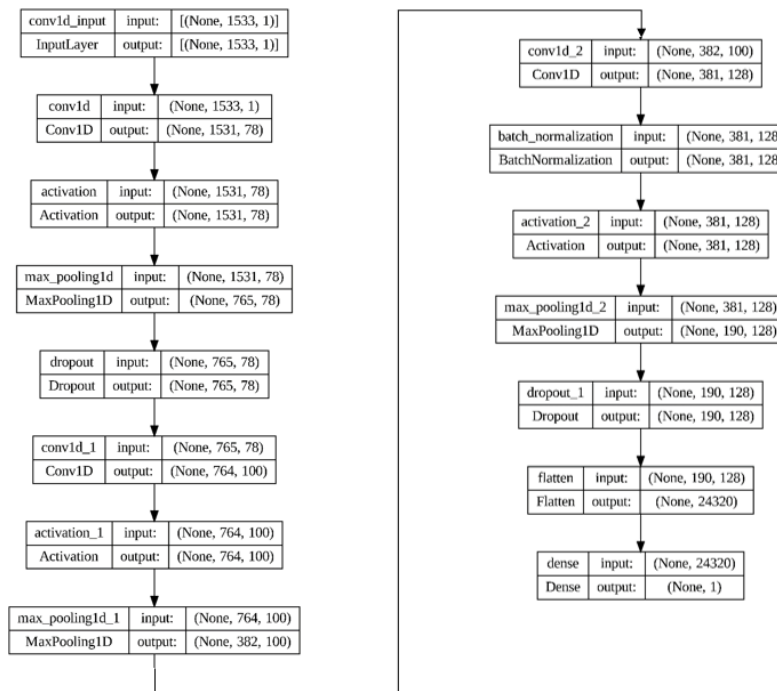 conv1d_input input: [(None, 1533, 1)]
InputLayer output: [(None, 1533, 1)]
conv1d input: (None, 1533, 1)
Conv1D output: (None, 1531, 78)
activation input: (None, 1531, 78)
Activation output: (None, 1531, 78)
max_pooling1d input: (None, 1531, 78)
MaxPooling1D output: (None, 765, 78)
dropout input: (None, 765, 78)
Dropout output: (None, 765, 78)
conv1d_1 input: (None, 765, 78)
Conv1D output: (None, 764, 100)
activation_1 input: (None, 764, 100)
Activation output: (None, 764, 100)
max_pooling1d_1 input: (None, 764, 100)
MaxPooling1D output: (None, 382, 100)
conv1d_2 input: (None, 382, 100)
Conv1D output: (None, 381, 128)
batch_normalization input: (None, 381, 128
BatchNormalization output: (None, 381, 128
activation_2 input: (None, 381, 128)
Activation output: (None, 381, 128)
max_pooling1d_2 input: (None, 381, 128)
MaxPooling1D output: (None, 190, 128)
dropout_1 input: (None, 190, 128)
Dropout output: (None, 190, 128)
flatten input: (None, 190, 128)
Flatten output: (None, 24320)
dense input: (None, 24320)
Dense output: (None, 1)